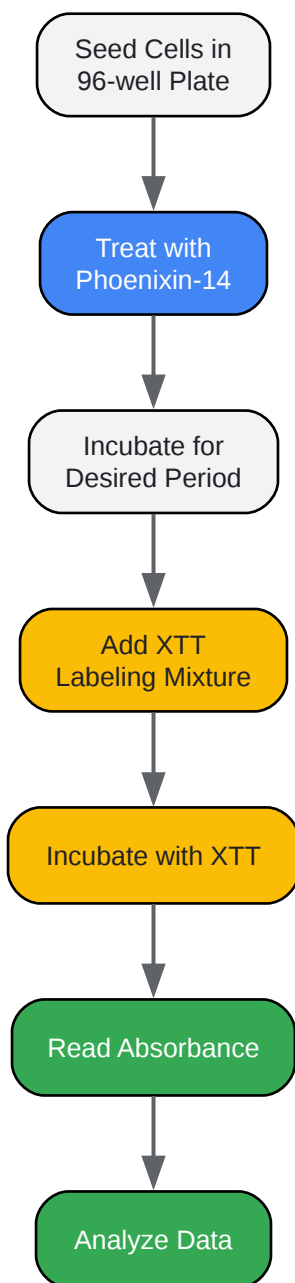 Seed Cells in
96-well Plate
Treat with
Phoenixin-14
Incubate for
Desired Period
Add XTT
Labeling Mixture
Incubate with XTT
Read Absorbance
Analyze Data